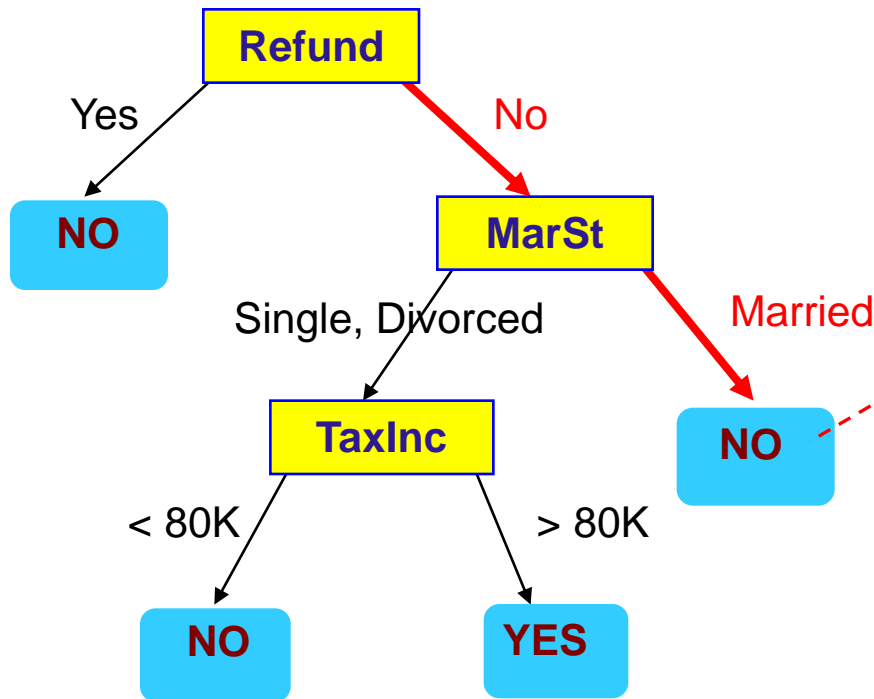 Refund
Yes
No
NO
MarSt
Single, Divorced
Married
TaxInc
NO
< 80K
> 80K
NO
YES